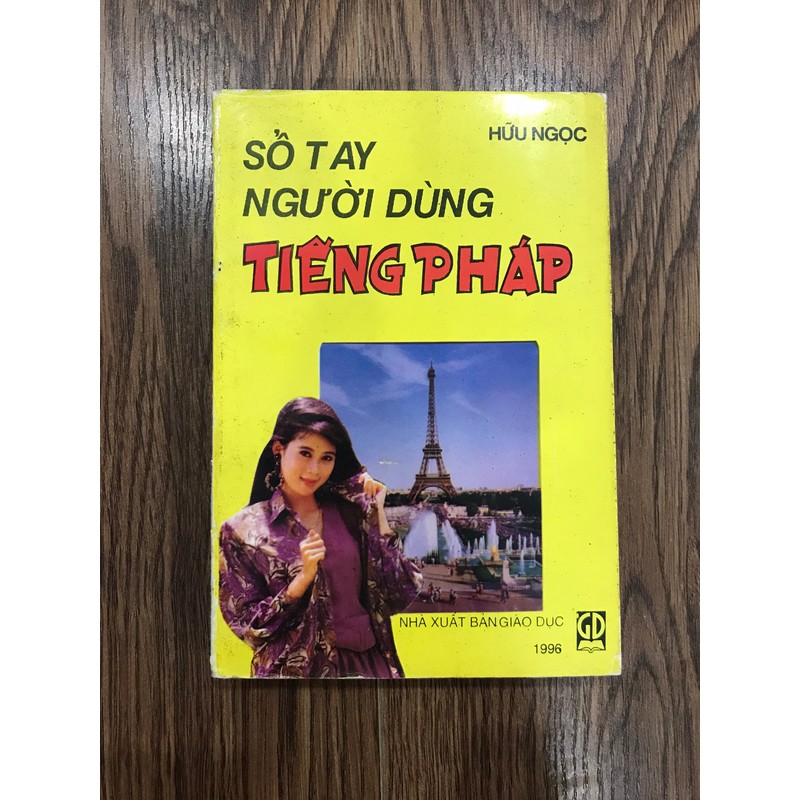 HỮU NGỌC
SỔ TAY
NGƯỜI DÙNG
TIẾNG PHÁP
NHÀ XUẤT BẢN GIÁO DỤC
1996
GD